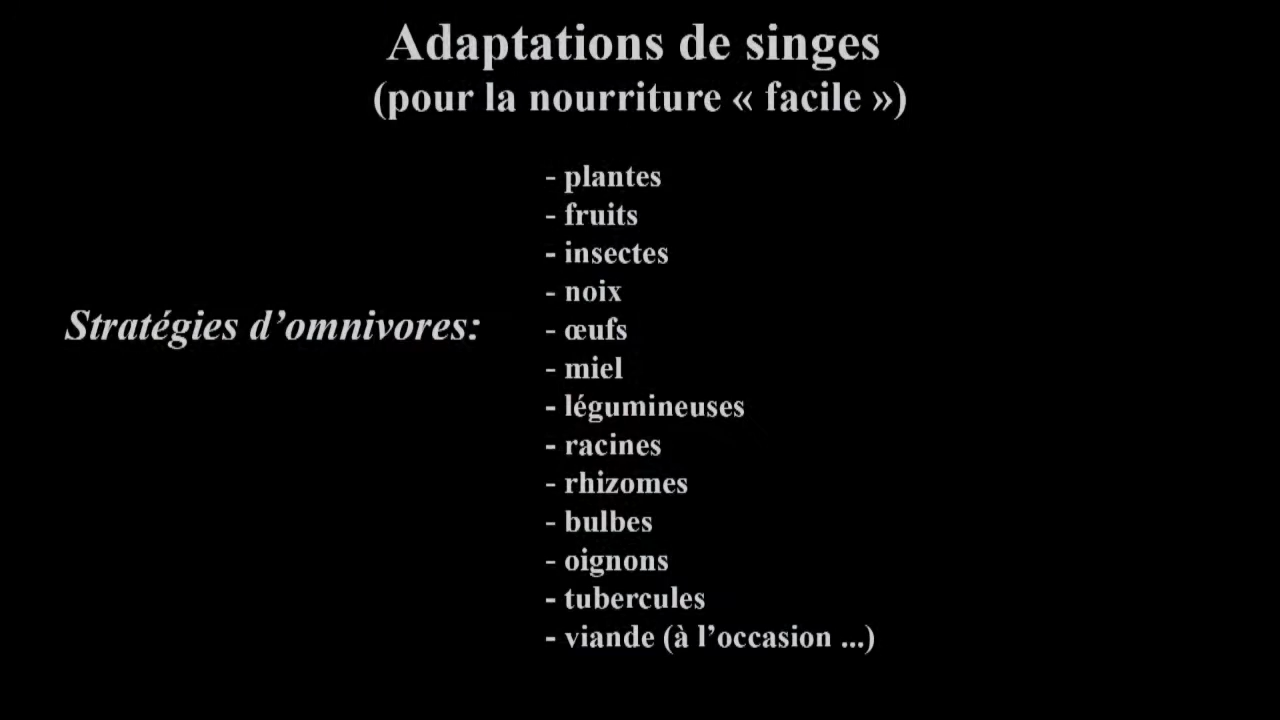 Adaptations de singes
(pour la nourriture « facile »)
Stratégies d’omnivores:
- plantes
- fruits
- insectes
- noix
- œufs
- miel
- légumineuses
- racines
- rhizomes
- bulbes
- oignons
- tubercules
- viande (à l’occasion ...)